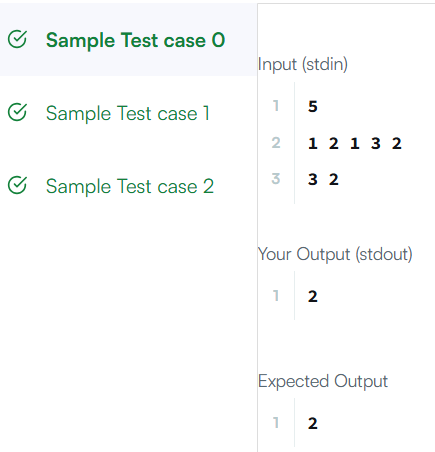 Sample Test case 0
Sample Test case 1
Sample Test case 2
Input (stdin)
1 5
2 1 2 1 3 2
3 3 2
Your Output (stdout)
1 2
Expected Output
1 2